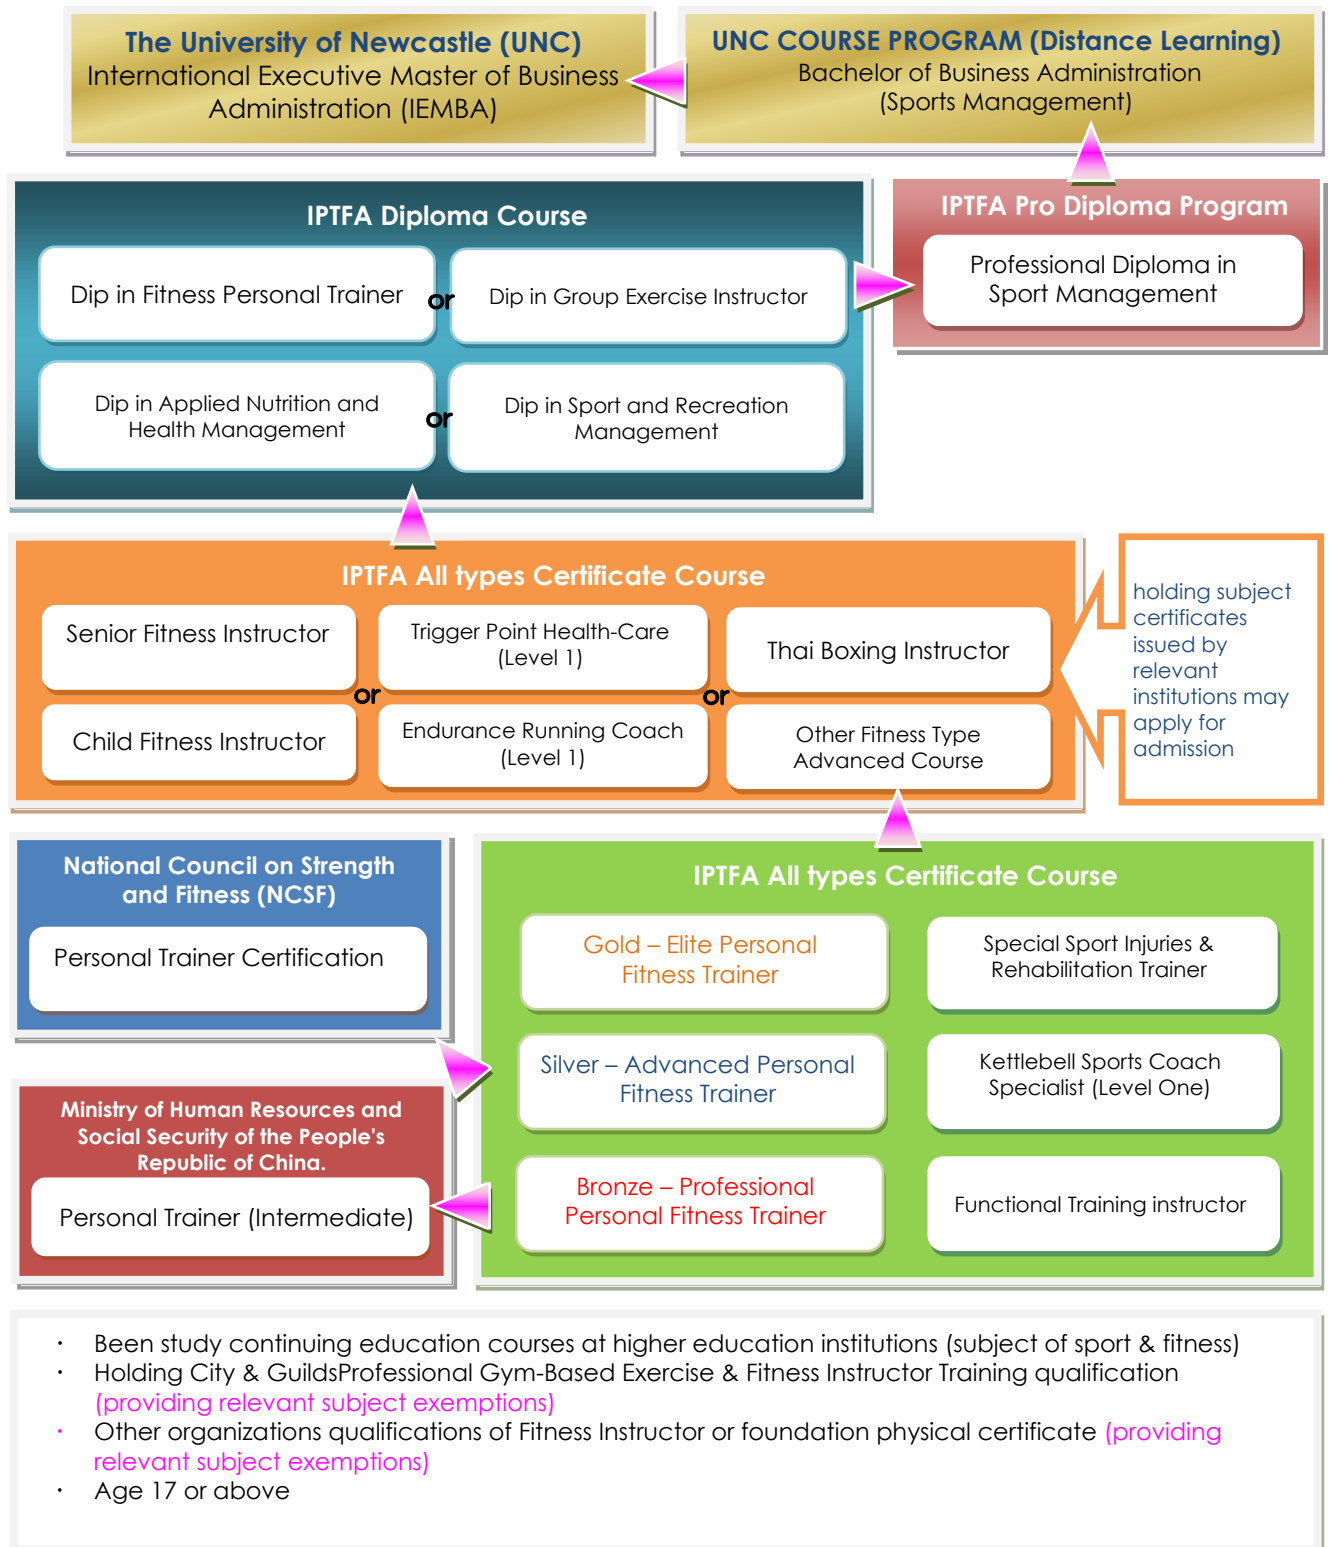 The University of Newcastle (UNC)
International Executive Master of Business
Administration (IEMBA)
UNC COURSE PROGRAM (Distance Learning)
Bachelor of Business Administration
(Sports Management)
IPTFA Diploma Course
Dip in Fitness Personal Trainer
or
Dip in Group Exercise Instructor
Dip in Applied Nutrition and
Health Management
or
Dip in Sport and Recreation
Management
IPTFA Pro Diploma Program
Professional Diploma in
Sport Management
IPTFA All types Certificate Course
Senior Fitness Instructor
Child Fitness Instructor
or
Trigger Point Health-Care
(Level 1)
Endurance Running Coach
(Level 1)
or
Thai Boxing Instructor
Other Fitness Type
Advanced Course
holding subject
certificates
issued by
relevant
institutions may
apply for
admission
National Council on Strength
and Fitness (NCSF)
Personal Trainer Certification
Ministry of Human Resources and
Social Security of the People's
Republic of China.
Personal Trainer (Intermediate)
IPTFA All types Certificate Course
Gold – Elite Personal
Fitness Trainer
Special Sport Injuries &
Rehabilitation Trainer
Silver – Advanced Personal
Fitness Trainer
Kettlebell Sports Coach
Specialist (Level One)
Bronze – Professional
Personal Fitness Trainer
Functional Training instructor
· Been study continuing education courses at higher education institutions (subject of sport & fitness)
· Holding City & GuildsProfessional Gym-Based Exercise & Fitness Instructor Training qualification
(providing relevant subject exemptions)
· Other organizations qualifications of Fitness Instructor or foundation physical certificate (providing
relevant subject exemptions)
· Age 17 or above